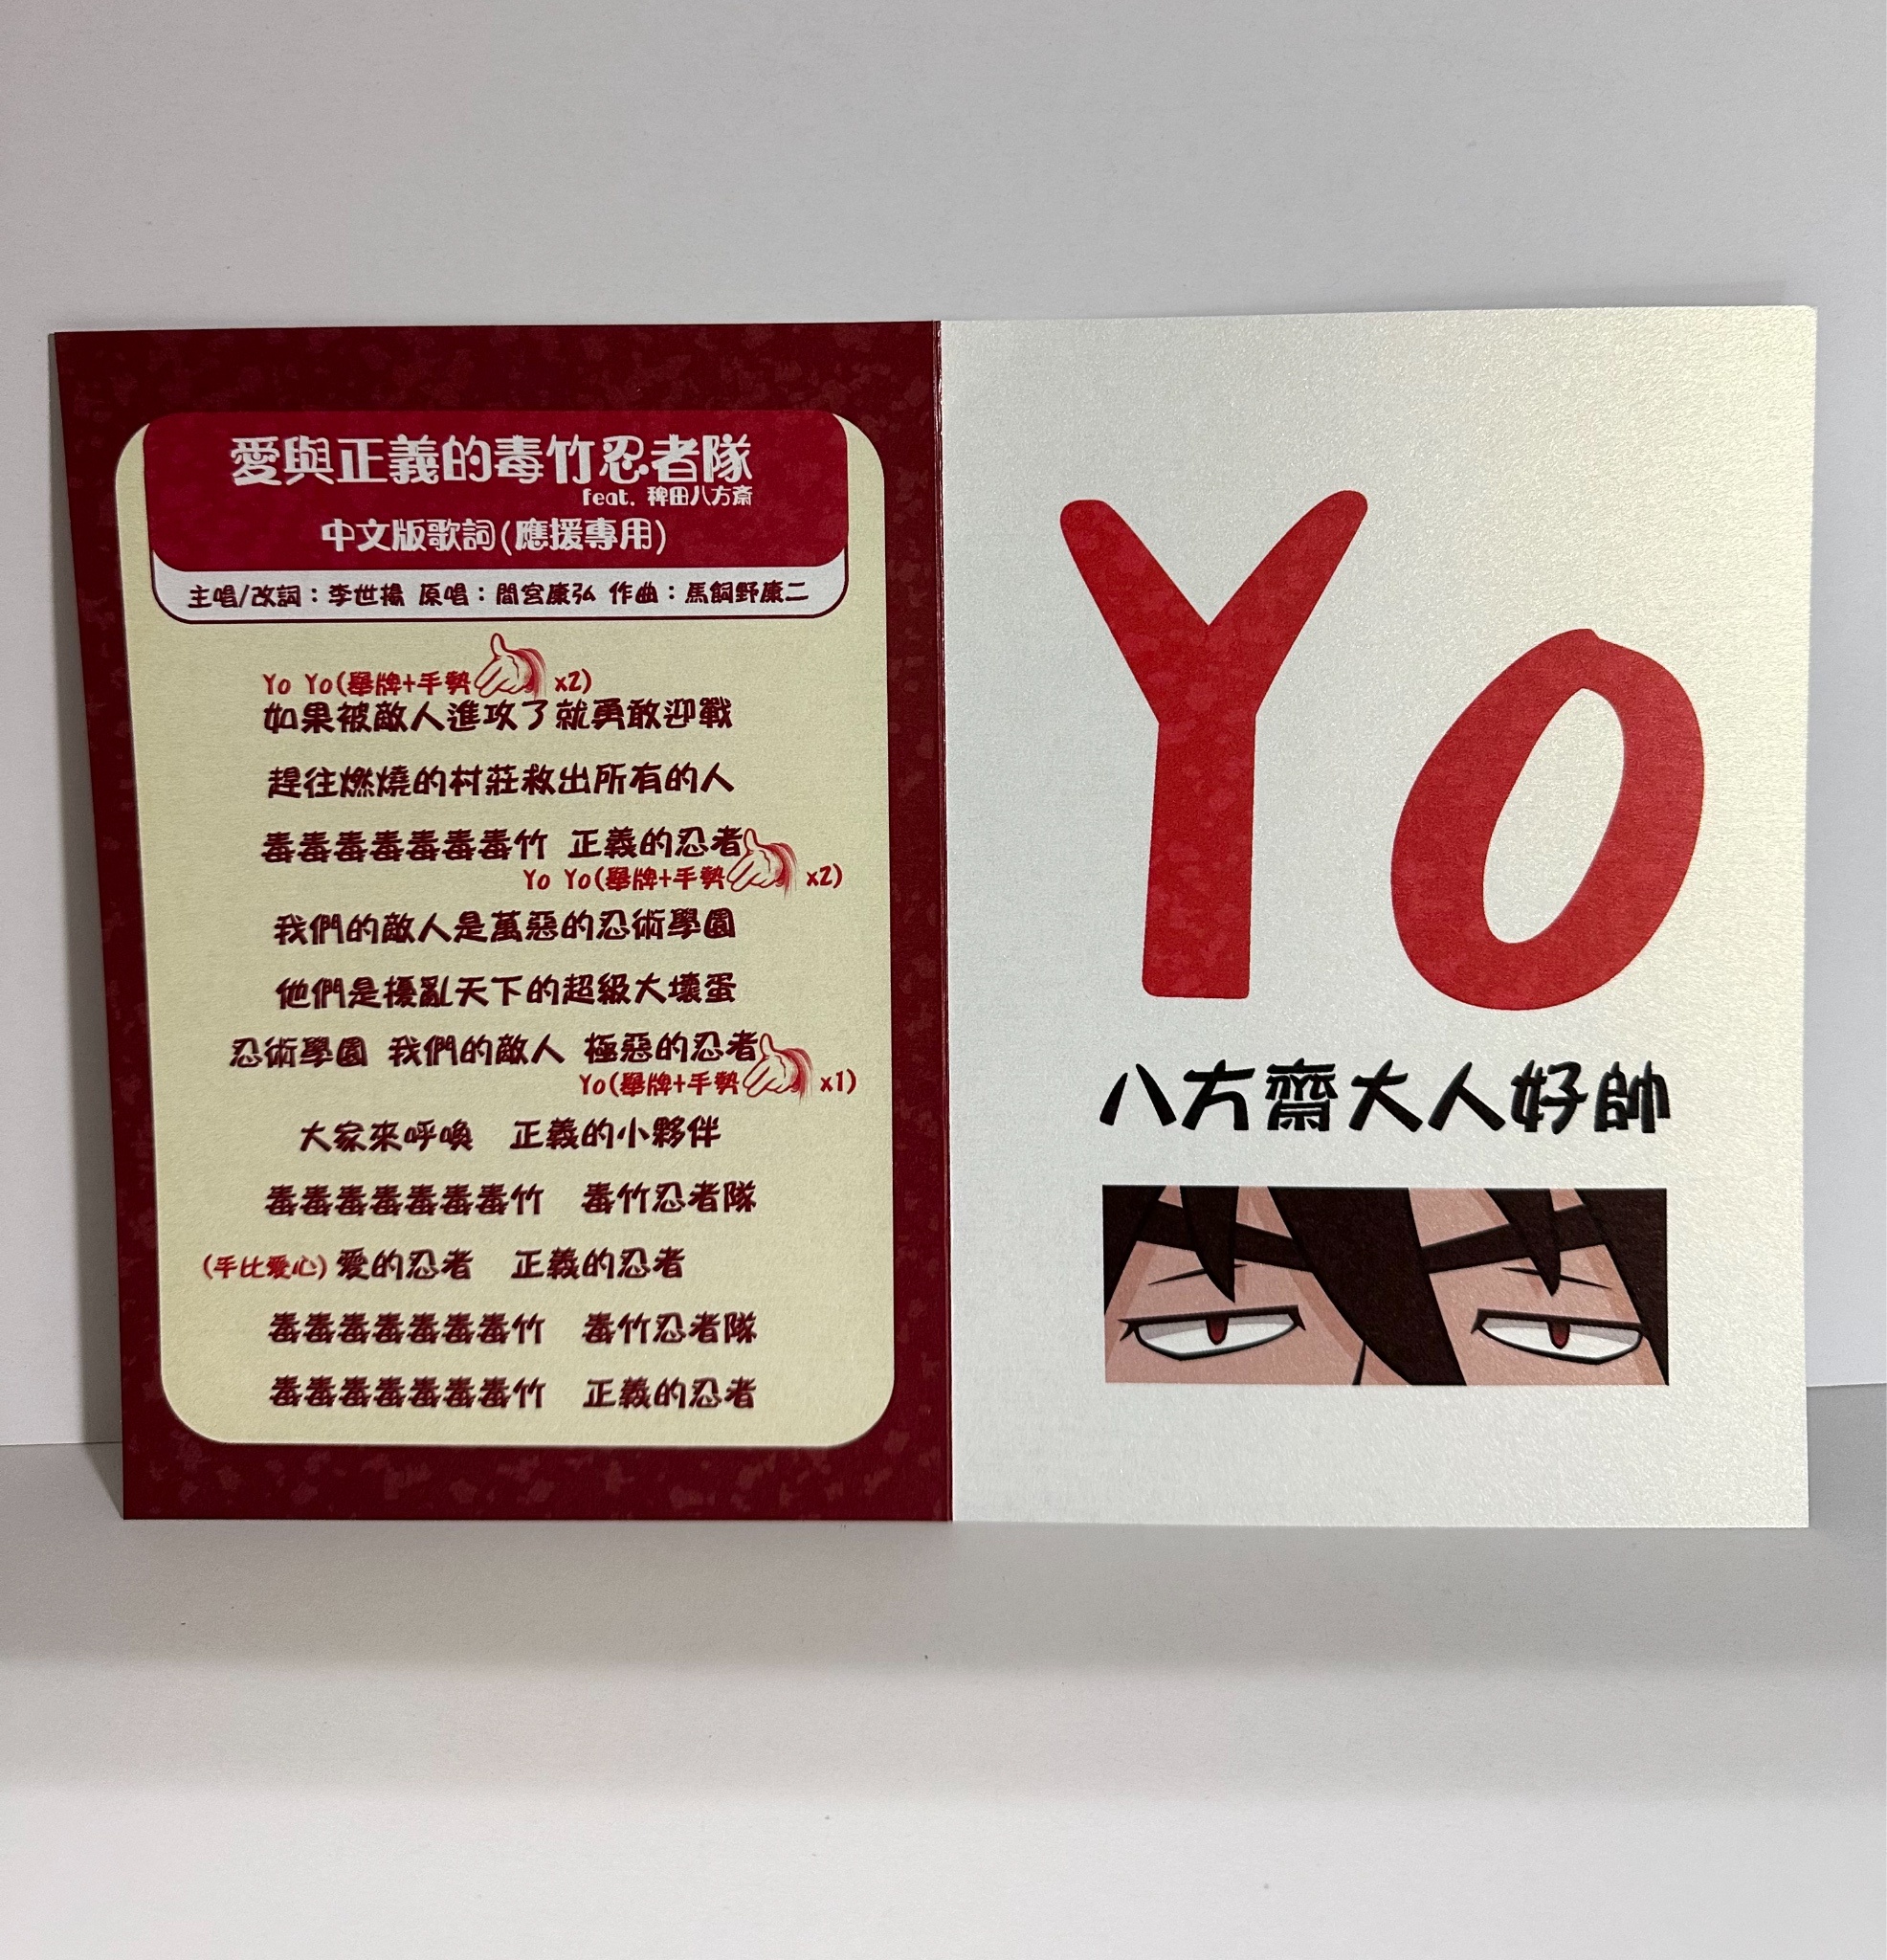 愛與正義的毒竹忍者隊
feat. 稗田八方斎
中文版歌詞(應援專用)
主唱/改詞：李世揚 原唱：間宮康弘 作曲：馬飼野康二
Yo Yo(舉牌+手勢 x2)
如果被敵人進攻了就勇敢迎戰
趕往燃燒的村莊救出所有的人
毒毒毒毒毒毒毒竹 正義的忍者
Yo Yo(舉牌+手勢 x2)
我們的敵人是萬惡的忍術學園
他們是擾亂天下的超級大壞蛋
忍術學園 我們的敵人 極惡的忍者
Yo(舉牌+手勢 x1)
大家來呼喚 正義的小夥伴
毒毒毒毒毒毒毒竹 毒竹忍者隊
(手比愛心) 愛的忍者 正義的忍者
毒毒毒毒毒毒毒竹 毒竹忍者隊
毒毒毒毒毒毒毒竹 正義的忍者
Yo
八方齋大人好帥